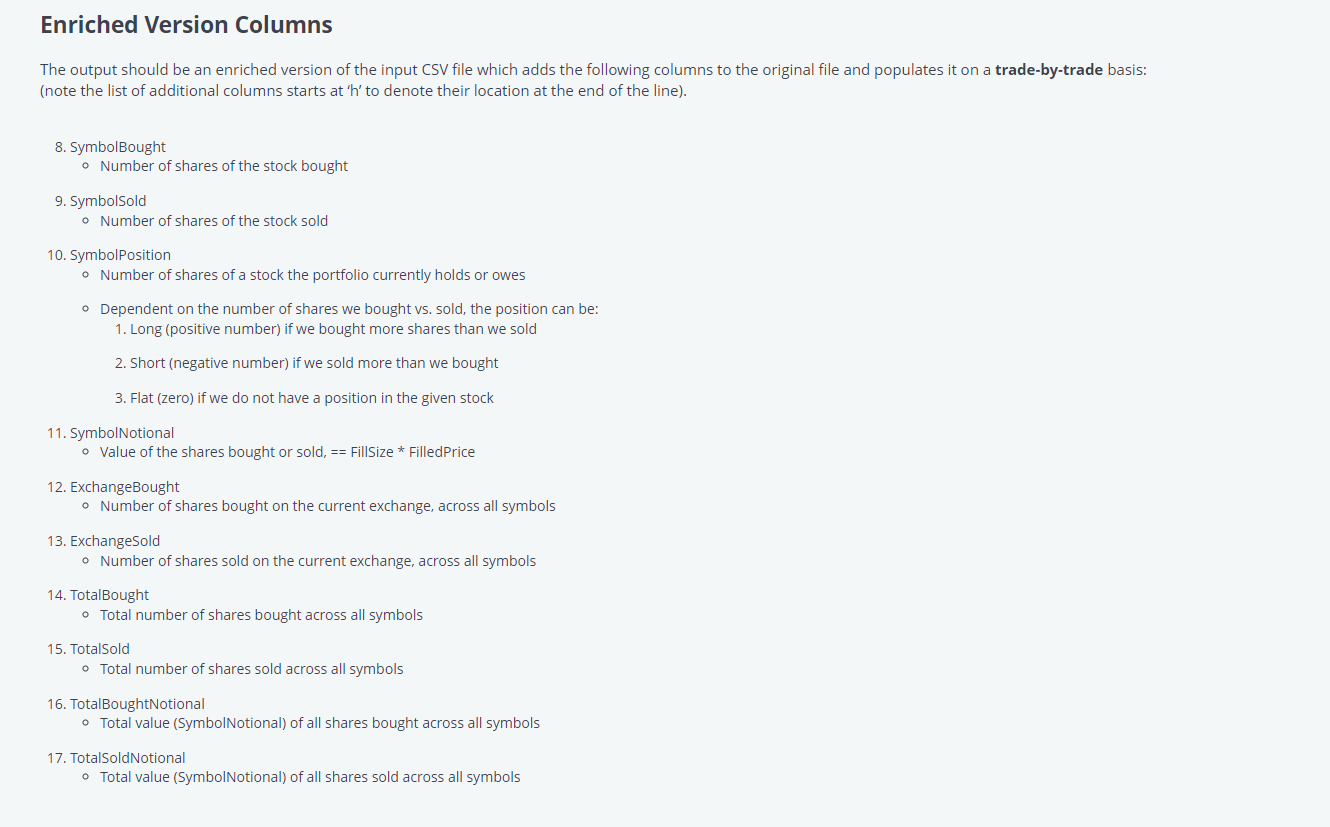 Enriched Version Columns
The output should be an enriched version of the input CSV file which adds the following columns to the original file and populates it on a trade-by-trade basis:
(note the list of additional columns starts at ‘h’ to denote their location at the end of the line).
8. SymbolBought
Number of shares of the stock bought
9. SymbolSold
Number of shares of the stock sold
10. SymbolPosition
Number of shares of a stock the portfolio currently holds or owes
Dependent on the number of shares we bought vs. sold, the position can be:
1. Long (positive number) if we bought more shares than we sold
2. Short (negative number) if we sold more than we bought
3. Flat (zero) if we do not have a position in the given stock
11. SymbolNotional
Value of the shares bought or sold, == FillSize * FilledPrice
12. ExchangeBought
Number of shares bought on the current exchange, across all symbols
13. ExchangeSold
Number of shares sold on the current exchange, across all symbols
14. TotalBought
Total number of shares bought across all symbols
15. TotalSold
Total number of shares sold across all symbols
16. TotalBoughtNotional
Total value (SymbolNotional) of all shares bought across all symbols
17. TotalSoldNotional
Total value (SymbolNotional) of all shares sold across all symbols